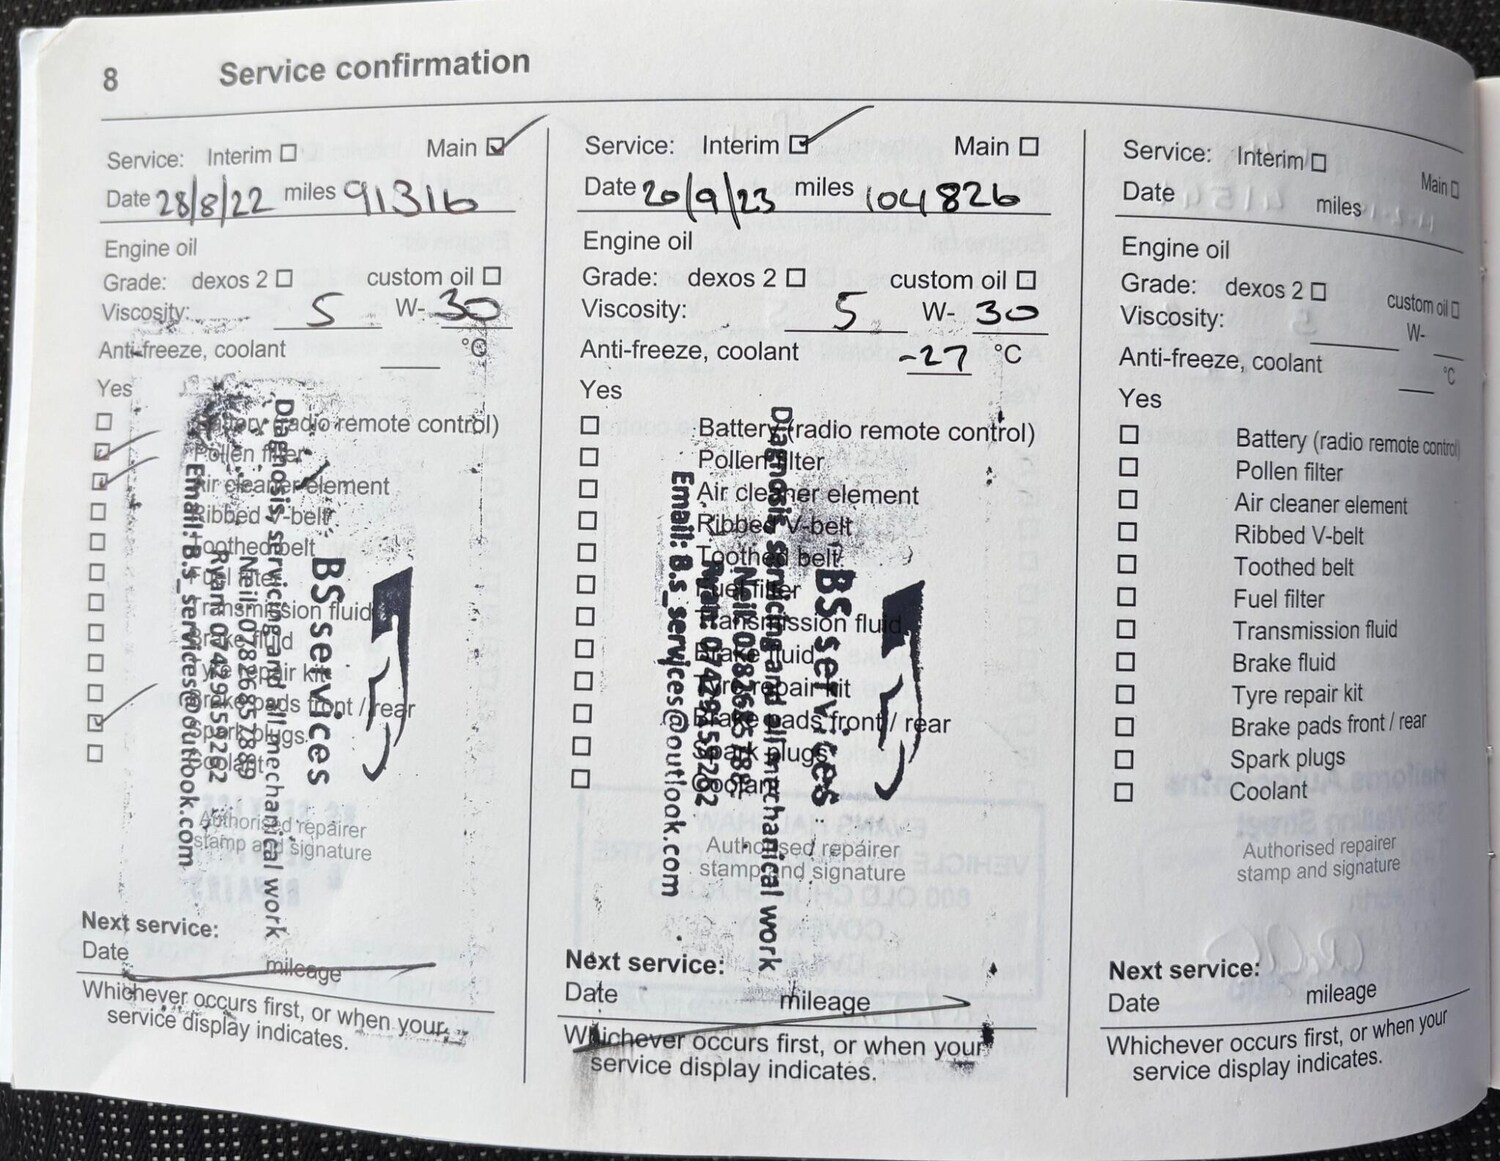 8 Service confirmation
Service: Interim Main
Date 28/8/22 miles 91316
Engine oil
Grade: dexos 2 custom oil
Viscosity: 5 W- 30
Anti-freeze, coolant °C
Yes
Battery (radio remote control)
Pollen filter
Air cleaner element
Ribbed V-belt
Toothed belt
Fuel filter
Transmission fluid
Brake fluid
Tyre repair kit
Brake pads front / rear
Spark plugs
Coolant
Authorised repairer
stamp and signature
BS services
Diagnosis, servicing and all mechanical work
Neil: 07826857889
Ryan: 07429159262
Email: B.s_services@outlook.com
Next service:
Date mileage
Whichever occurs first, or when your
service display indicates.
Service: Interim Main
Date 20/9/23 miles 104826
Engine oil
Grade: dexos 2 custom oil
Viscosity: 5 W- 30
Anti-freeze, coolant -27 °C
Yes
Battery (radio remote control)
Pollen filter
Air cleaner element
Ribbed V-belt
Toothed belt
Fuel filter
Transmission fluid
Brake fluid
Tyre repair kit
Brake pads front / rear
Spark plugs
Coolant
Authorised repairer
stamp and signature
BS services
Diagnosis, servicing and all mechanical work
Email: B.s_services@outlook.com
Next service:
Date mileage
Whichever occurs first, or when your
service display indicates.
Service: Interim Main
Date miles
Engine oil
Grade: dexos 2 custom oil
Viscosity: W-
Anti-freeze, coolant °C
Yes
Battery (radio remote control)
Pollen filter
Air cleaner element
Ribbed V-belt
Toothed belt
Fuel filter
Transmission fluid
Brake fluid
Tyre repair kit
Brake pads front / rear
Spark plugs
Coolant
Authorised repairer
stamp and signature
Next service:
Date mileage
Whichever occurs first, or when your
service display indicates.